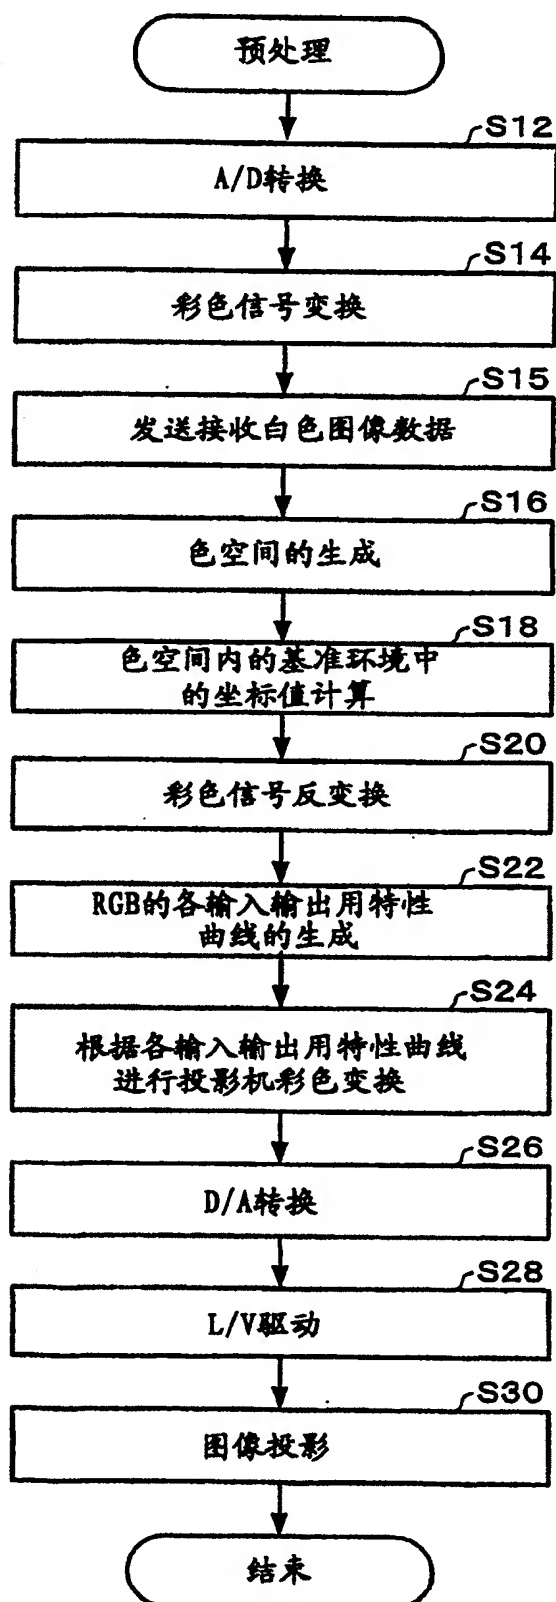 预处理
S12
A/D转换
S14
彩色信号变换
S15
发送接收白色图像数据
S16
色空间的生成
S18
色空间内的基准环境中
的坐标值计算
S20
彩色信号反变换
S22
RGB的各输入输出用特性
曲线的生成
S24
根据各输入输出用特性曲线
进行投影机彩色变换
S26
D/A转换
S28
L/V驱动
S30
图像投影
结束